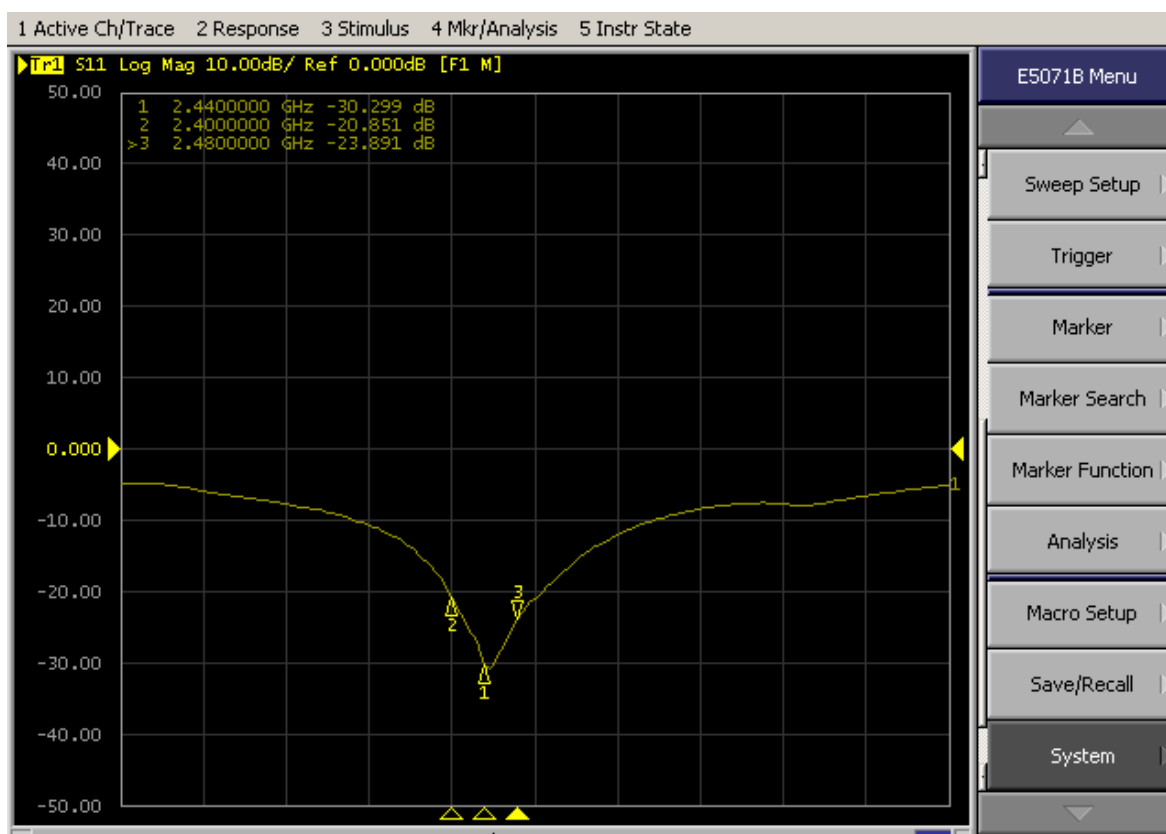 1 Active Ch/Trace 2 Response 3 Stimulus 4 Mkr/Analysis 5 Instr State
Tr1 S11 Log Mag 10.00dB/ Ref 0.000dB [F1 M]
50.00
1 2.4400000 GHz -30.299 dB
2 2.4000000 GHz -20.851 dB
>3 2.4800000 GHz -23.891 dB
40.00
30.00
20.00
10.00
0.000
-10.00
-20.00
-30.00
-40.00
-50.00
1
3
2
1
E5071B Menu
Sweep Setup
Trigger
Marker
Marker Search
Marker Function
Analysis
Macro Setup
Save/Recall
System